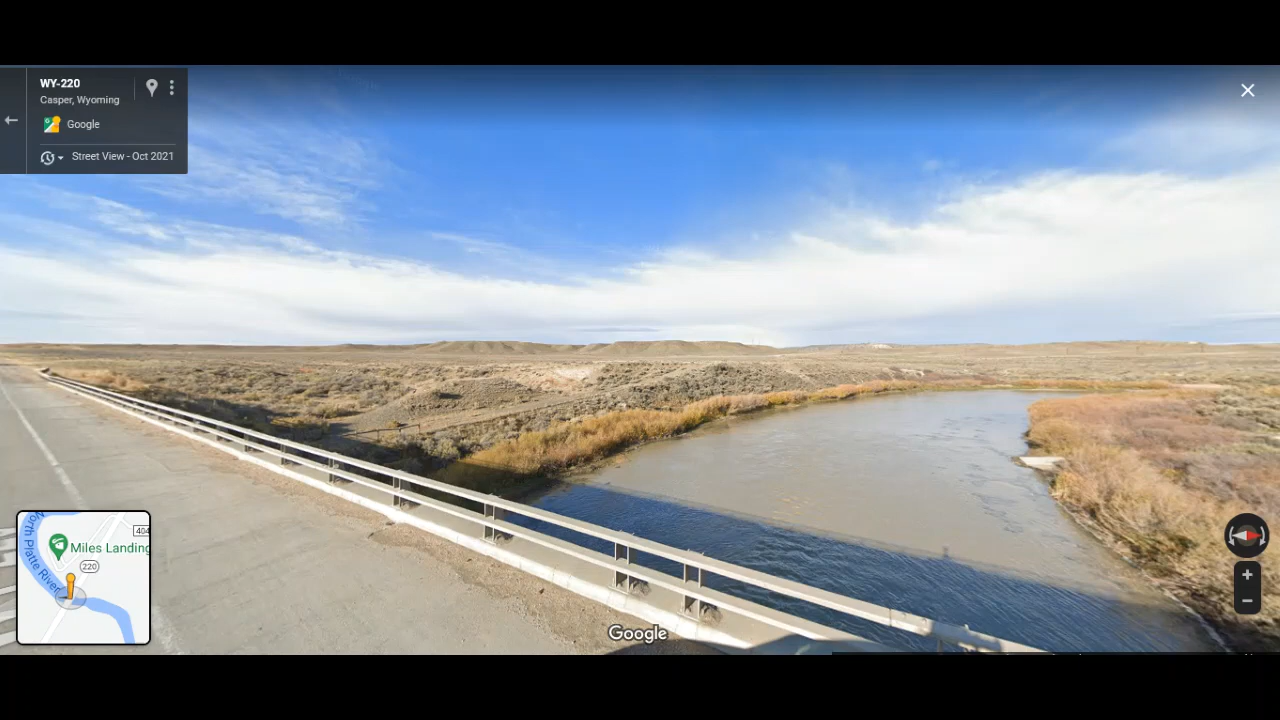 WY-220
Casper, Wyoming
Google
Street View - Oct 2021
404
Miles Landing
220
North Platte River
Google